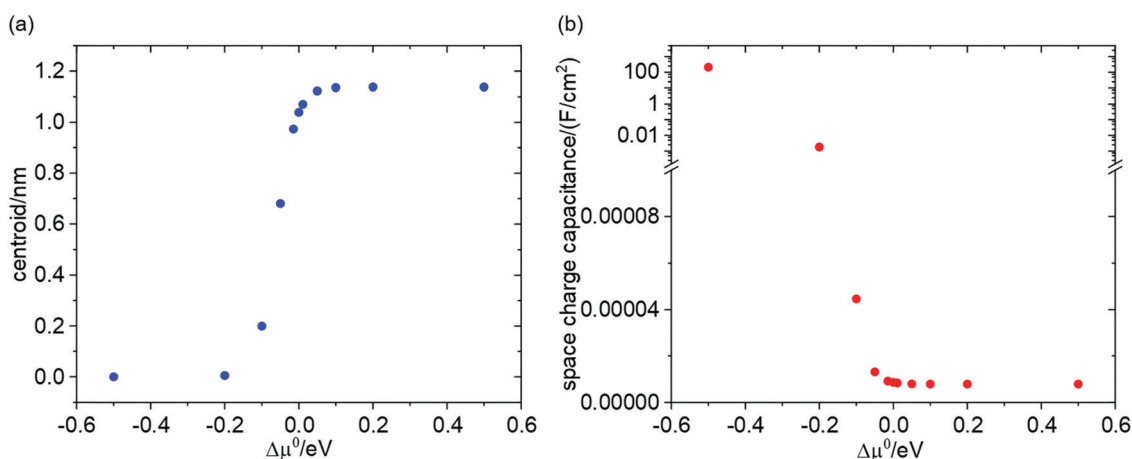 (a)
1.2
1.0
0.8
0.6
0.4
0.2
0.0
centroid/nm
-0.6 -0.4 -0.2 0.0 0.2 0.4 0.6
Δμ⁰/eV
(b)
100
1
0.01
0.00008
0.00004
0.00000
space charge capacitance/(F/cm²)
-0.6 -0.4 -0.2 0.0 0.2 0.4 0.6
Δμ⁰/eV